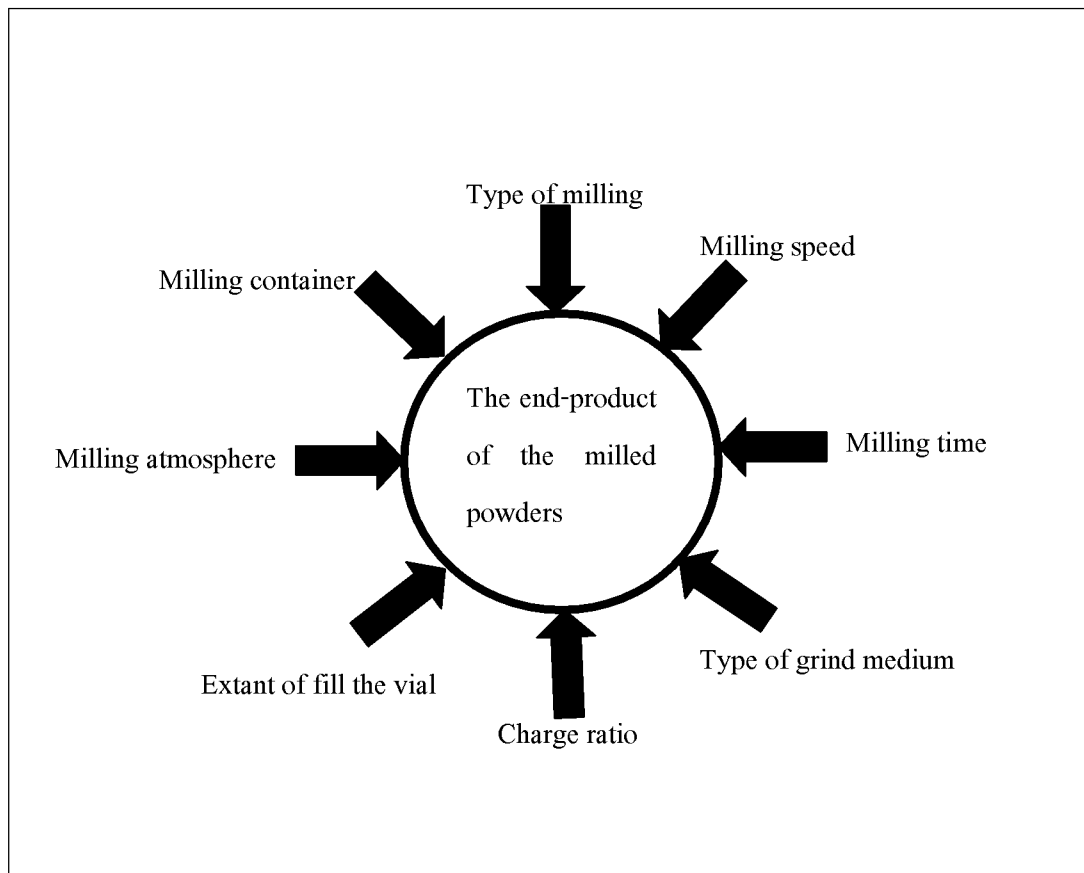 Type of milling
Milling speed
Milling container
The end-product
of the milled
powders
Milling atmosphere
Milling time
Extant of fill the vial
Type of grind medium
Charge ratio